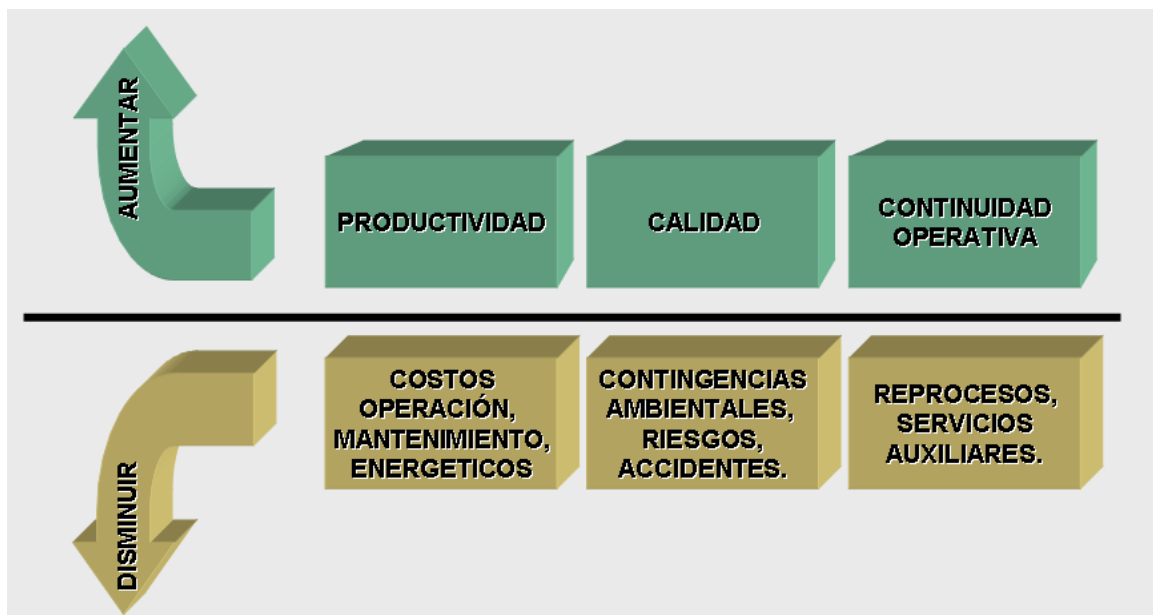 AUMENTAR
PRODUCTIVIDAD
CALIDAD
CONTINUIDAD
OPERATIVA
DISMINUIR
COSTOS
OPERACIÓN,
MANTENIMIENTO,
ENERGETICOS
CONTINGENCIAS
AMBIENTALES,
RIESGOS,
ACCIDENTES.
REPROCESOS,
SERVICIOS
AUXILIARES.